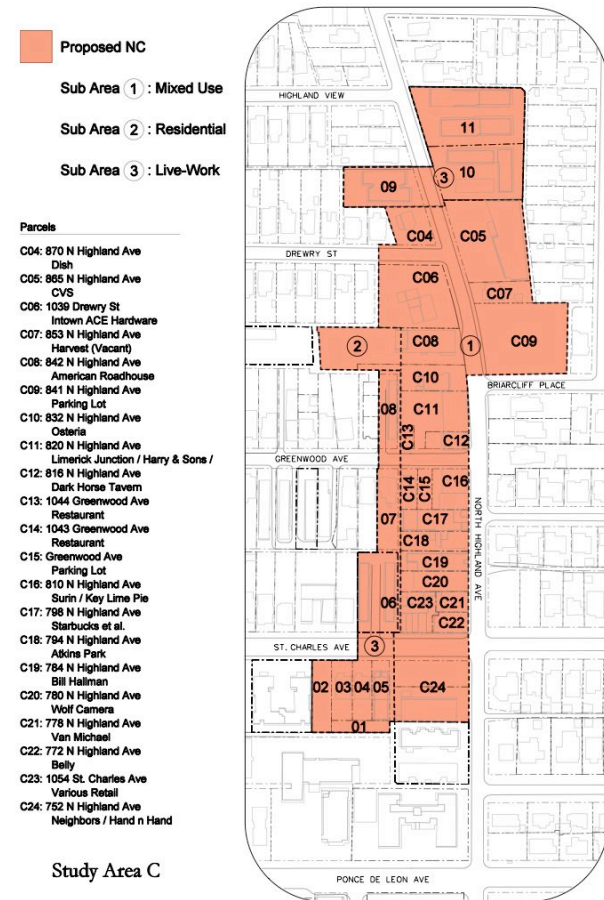 Proposed NC
Sub Area 1 : Mixed Use
Sub Area 2 : Residential
Sub Area 3 : Live-Work
Parcels
C04: 870 N Highland Ave
Dish
C05: 865 N Highland Ave
CVS
C06: 1039 Drewry St
Intown ACE Hardware
C07: 853 N Highland Ave
Harvest (Vacant)
C08: 842 N Highland Ave
American Roadhouse
C09: 841 N Highland Ave
Parking Lot
C10: 832 N Highland Ave
Osteria
C11: 820 N Highland Ave
Limerick Junction / Harry & Sons /
C12: 816 N Highland Ave
Dark Horse Tavern
C13: 1044 Greenwood Ave
Restaurant
C14: 1043 Greenwood Ave
Restaurant
C15: Greenwood Ave
Parking Lot
C16: 810 N Highland Ave
Surin / Key Lime Pie
C17: 798 N Highland Ave
Starbucks et al.
C18: 794 N Highland Ave
Atkins Park
C19: 784 N Highland Ave
Bill Hallman
C20: 780 N Highland Ave
Wolf Camera
C21: 778 N Highland Ave
Van Michael
C22: 772 N Highland Ave
Belly
C23: 1054 St. Charles Ave
Various Retail
C24: 752 N Highland Ave
Neighbors / Hand n Hand
Study Area C
HIGHLAND VIEW
11
10
3
09
C04
C05
DREWRY ST
C06
C07
2
C08
1
C09
C10
BRIARCLIFF PLACE
08
C11
C13
C12
GREENWOOD AVE
C14
C15
C16
NORTH HIGHLAND AVE
07
C17
C18
C19
C20
06
C23
C21
C22
ST. CHARLES AVE
3
02
03
04
05
C24
01
PONCE DE LEON AVE